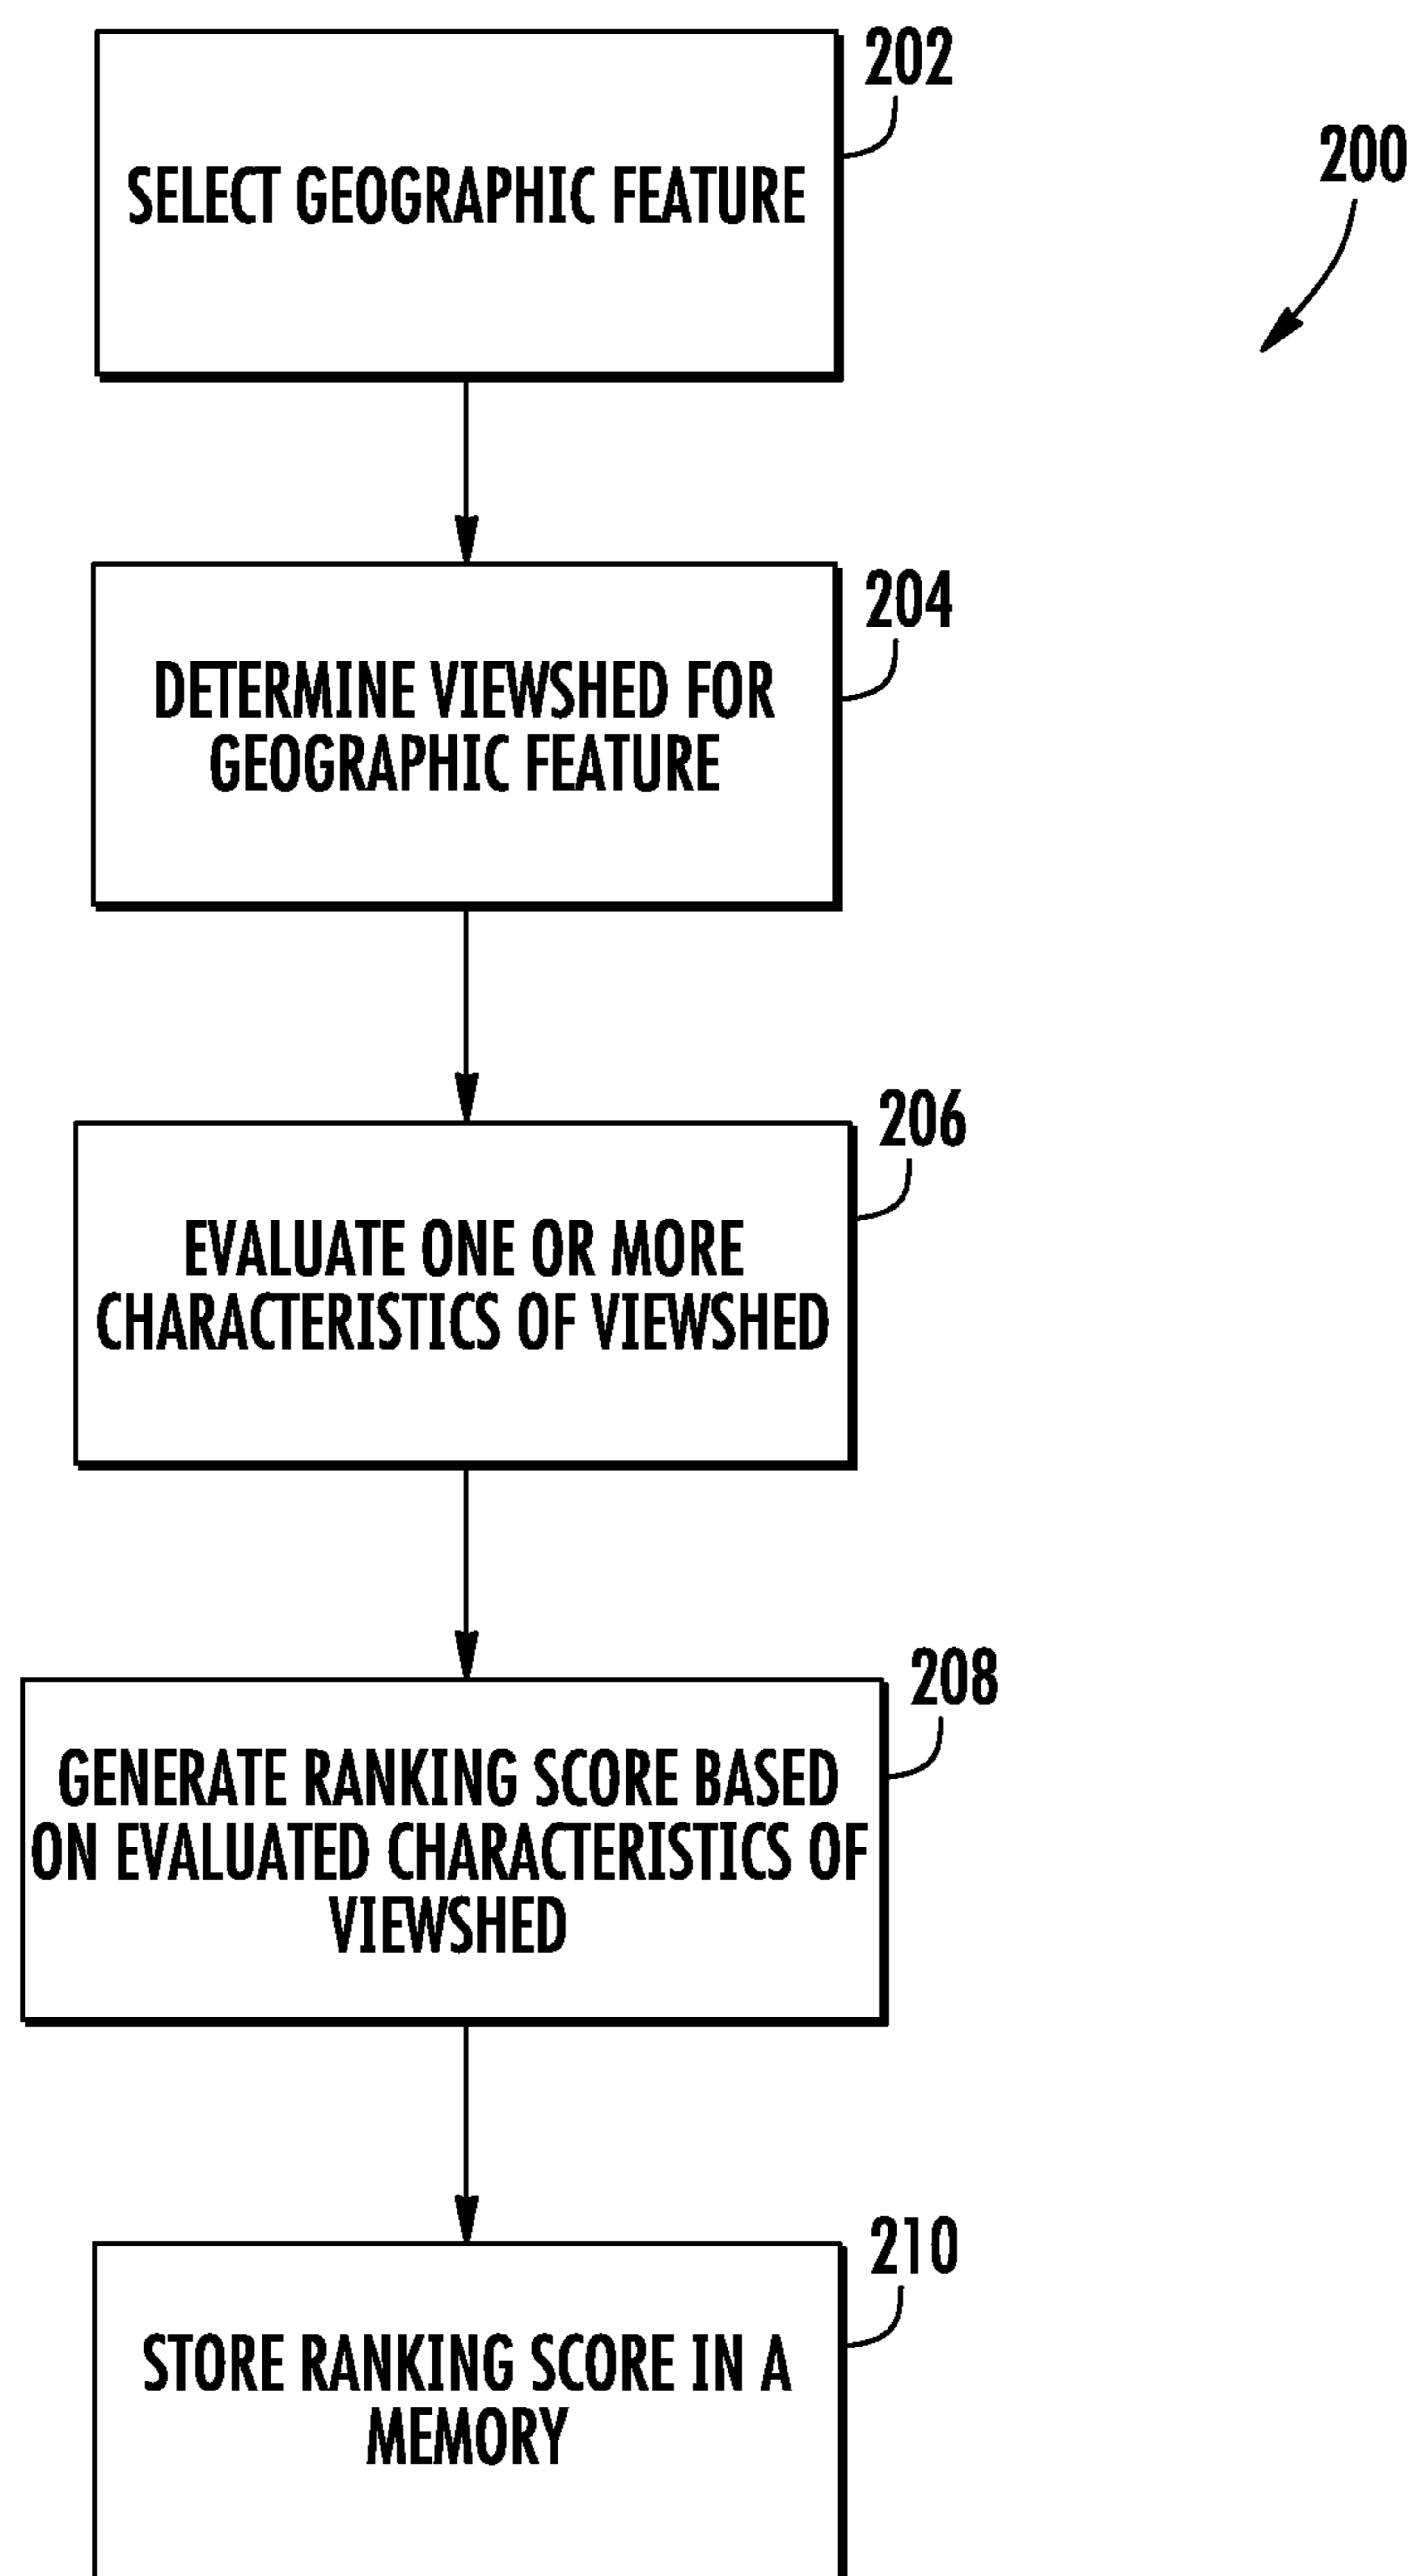 202
200
SELECT GEOGRAPHIC FEATURE
204
DETERMINE VIEWSHED FOR
GEOGRAPHIC FEATURE
206
EVALUATE ONE OR MORE
CHARACTERISTICS OF VIEWSHED
208
GENERATE RANKING SCORE BASED
ON EVALUATED CHARACTERISTICS OF
VIEWSHED
210
STORE RANKING SCORE IN A
MEMORY